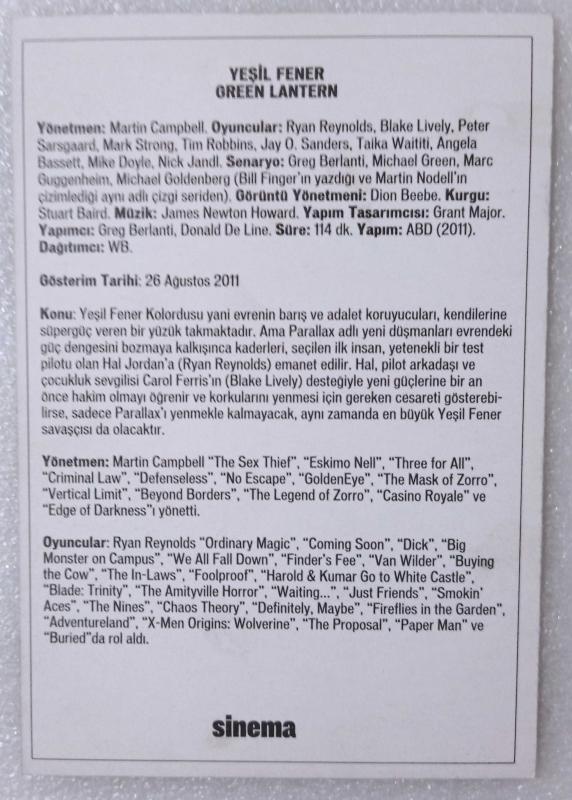 YEŞİL FENER
GREEN LANTERN
Yönetmen: Martin Campbell. Oyuncular: Ryan Reynolds, Blake Lively, Peter
Sarsgaard, Mark Strong, Tim Robbins, Jay O. Sanders, Taika Waititi, Angela
Bassett, Mike Doyle, Nick Jandl. Senaryo: Greg Berlanti, Michael Green, Marc
Guggenheim, Michael Goldenberg (Bill Finger'ın yazdığı ve Martin Nodell'ın
çizimlediği aynı adlı çizgi seriden). Görüntü Yönetmeni: Dion Beebe. Kurgu:
Stuart Baird. Müzik: James Newton Howard. Yapım Tasarımcısı: Grant Major.
Yapımcı: Greg Berlanti, Donald De Line. Süre: 114 dk. Yapım: ABD (2011).
Dağıtımcı: WB.
Gösterim Tarihi: 26 Ağustos 2011
Konu: Yeşil Fener Kolordusu yani evrenin barış ve adalet koruyucuları, kendilerine
süpergüç veren bir yüzük takmaktadır. Ama Parallax adlı yeni düşmanları evrendeki
güç dengesini bozmaya kalkışınca kaderleri, seçilen ilk insan, yetenekli bir test
pilotu olan Hal Jordan'a (Ryan Reynolds) emanet edilir. Hal, pilot arkadaşı ve
çocukluk sevgilisi Carol Ferris'ın (Blake Lively) desteğiyle yeni güçlerine bir an
önce hakim olmayı öğrenir ve korkularını yenmesi için gereken cesareti gösterebi-
lirse, sadece Parallax'ı yenmekle kalmayacak, aynı zamanda en büyük Yeşil Fener
savaşçısı da olacaktır.
Yönetmen: Martin Campbell "The Sex Thief", "Eskimo Nell", "Three for All",
"Criminal Law", "Defenseless", "No Escape", "GoldenEye", "The Mask of Zorro",
"Vertical Limit", "Beyond Borders", "The Legend of Zorro", "Casino Royale" ve
"Edge of Darkness"ı yönetti.
Oyuncular: Ryan Reynolds "Ordinary Magic", "Coming Soon", "Dick", "Big
Monster on Campus", "We All Fall Down", "Finder's Fee", "Van Wilder", "Buying
the Cow", "The In-Laws", "Foolproof", "Harold & Kumar Go to White Castle",
"Blade: Trinity", "The Amityville Horror", "Waiting...", "Just Friends", "Smokin'
Aces", "The Nines", "Chaos Theory", "Definitely, Maybe", "Fireflies in the Garden",
"Adventureland", "X-Men Origins: Wolverine", "The Proposal", "Paper Man" ve
"Buried"da rol aldı.
sinema